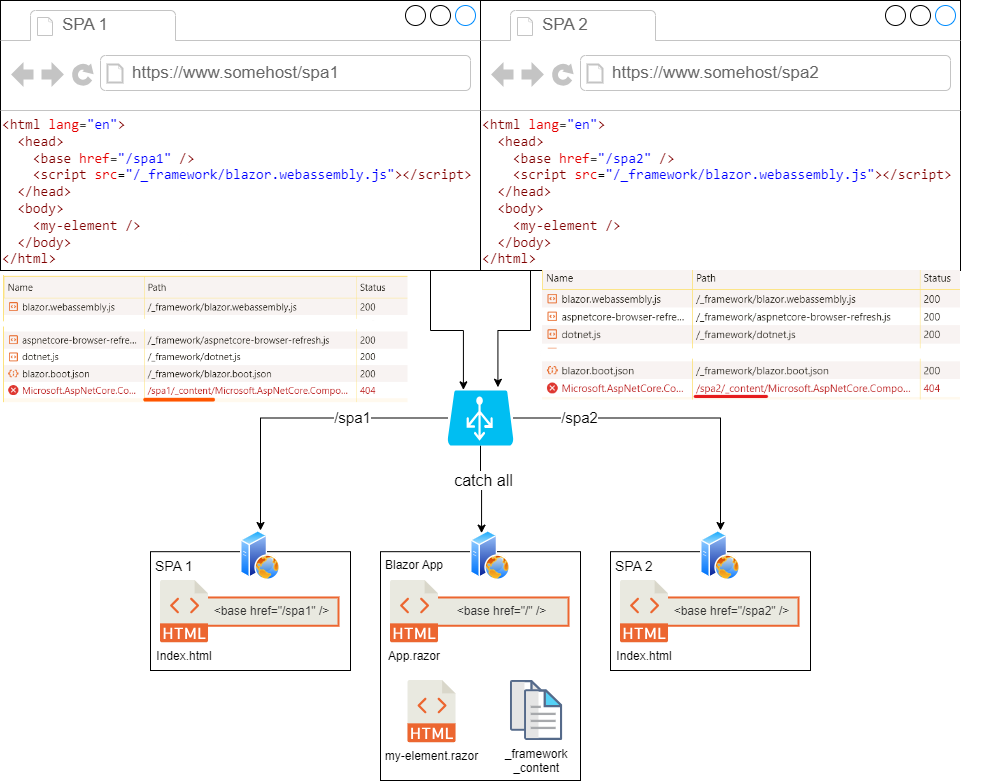 SPA 1
https://www.somehost/spa1
<html lang="en">
<head>
<base href="/spa1" />
<script src="/_framework/blazor.webassembly.js"></script>
</head>
<body>
<my-element />
</body>
</html>
SPA 2
https://www.somehost/spa2
<html lang="en">
<head>
<base href="/spa2" />
<script src="/_framework/blazor.webassembly.js"></script>
</head>
<body>
<my-element />
</body>
</html>
Name Path Status
blazor.webassembly.js /_framework/blazor.webassembly.js 200
aspnetcore-browser-refre... /_framework/aspnetcore-browser-refresh.js 200
dotnet.js /_framework/dotnet.js 200
blazor.boot.json /_framework/blazor.boot.json 200
Microsoft.AspNetCore.Co... /spa1/_content/Microsoft.AspNetCore.Compo... 404
Name Path Status
blazor.webassembly.js /_framework/blazor.webassembly.js 200
aspnetcore-browser-refre... /_framework/aspnetcore-browser-refresh.js 200
dotnet.js /_framework/dotnet.js 200
blazor.boot.json /_framework/blazor.boot.json 200
Microsoft.AspNetCore.Co... /spa2/_content/Microsoft.AspNetCore.Compo... 404
/spa1
/spa2
catch all
SPA 1
<base href="/spa1" />
HTML
Index.html
Blazor App
<base href="/" />
HTML
App.razor
HTML
my-element.razor
_framework
_content
SPA 2
<base href="/spa2" />
HTML
Index.html